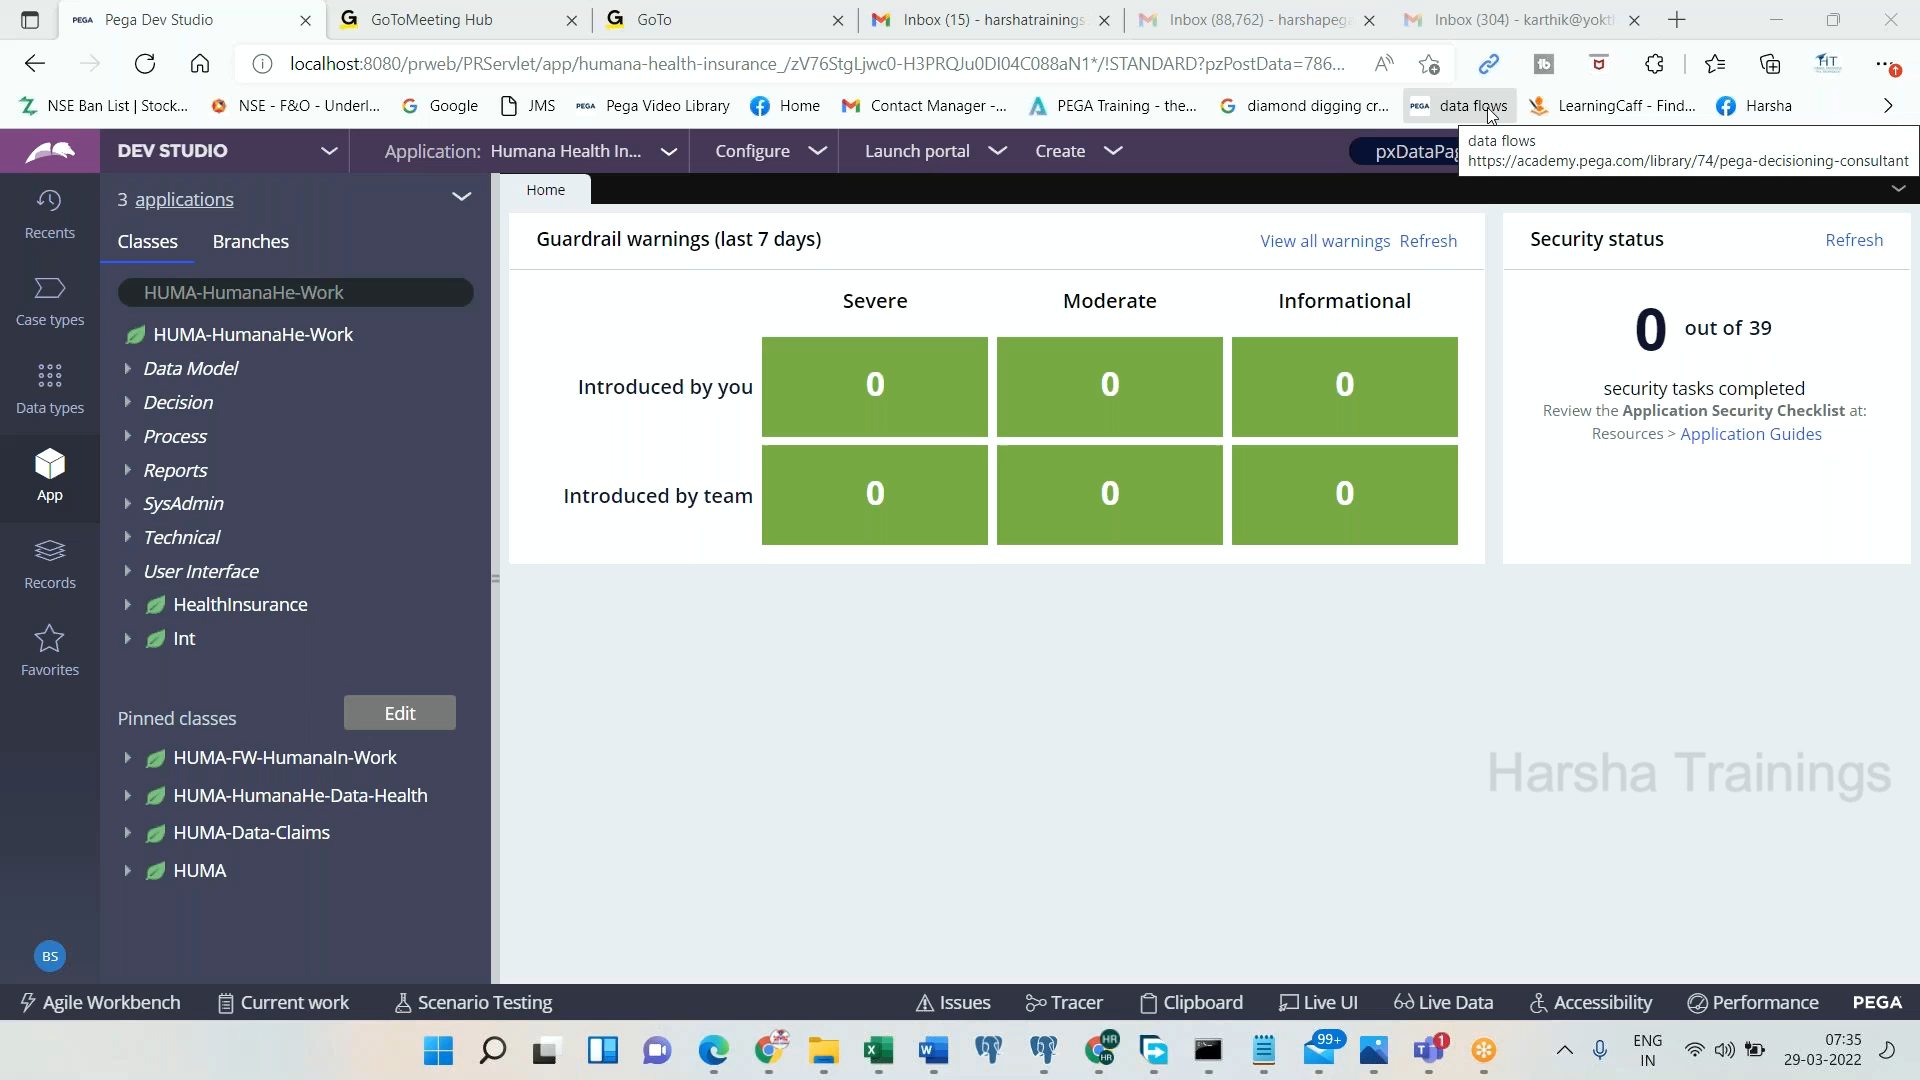 PEGA Pega Dev Studio
GoToMeeting Hub
GoTo
Inbox (15) - harshatrainings
Inbox (88,762) - harshapeg
Inbox (304) - karthik@yokt
localhost:8080/prweb/PRServlet/app/humana-health-insurance_/zV76StgLjwc0-H3PRQJu0DI04C088aN1*/!STANDARD?pzPostData=786...
NSE Ban List | Stock...
NSE - F&O - Underl...
Google
JMS
PEGA Pega Video Library
Home
Contact Manager -...
PEGA Training - the...
diamond digging cr...
PEGA data flows
LearningCaff - Find...
Harsha
data flows
https://academy.pega.com/library/74/pega-decisioning-consultant
DEV STUDIO
Application: Humana Health In...
Configure
Launch portal
Create
pxDataPag
Recents
Case types
Data types
App
Records
Favorites
BS
3 applications
Classes
Branches
HUMA-HumanaHe-Work
HUMA-HumanaHe-Work
Data Model
Decision
Process
Reports
SysAdmin
Technical
User Interface
HealthInsurance
Int
Pinned classes
Edit
HUMA-FW-HumanaIn-Work
HUMA-HumanaHe-Data-Health
HUMA-Data-Claims
HUMA
Home
Guardrail warnings (last 7 days)
View all warnings Refresh
Severe Moderate Informational
Introduced by you 0 0 0
Introduced by team 0 0 0
Security status
Refresh
0 out of 39
security tasks completed
Review the Application Security Checklist at:
Resources > Application Guides
Harsha Trainings
Agile Workbench
Current work
Scenario Testing
Issues
Tracer
Clipboard
Live UI
Live Data
Accessibility
Performance
PEGA
HR
HR
99+
1
ENG
IN
07:35
29-03-2022